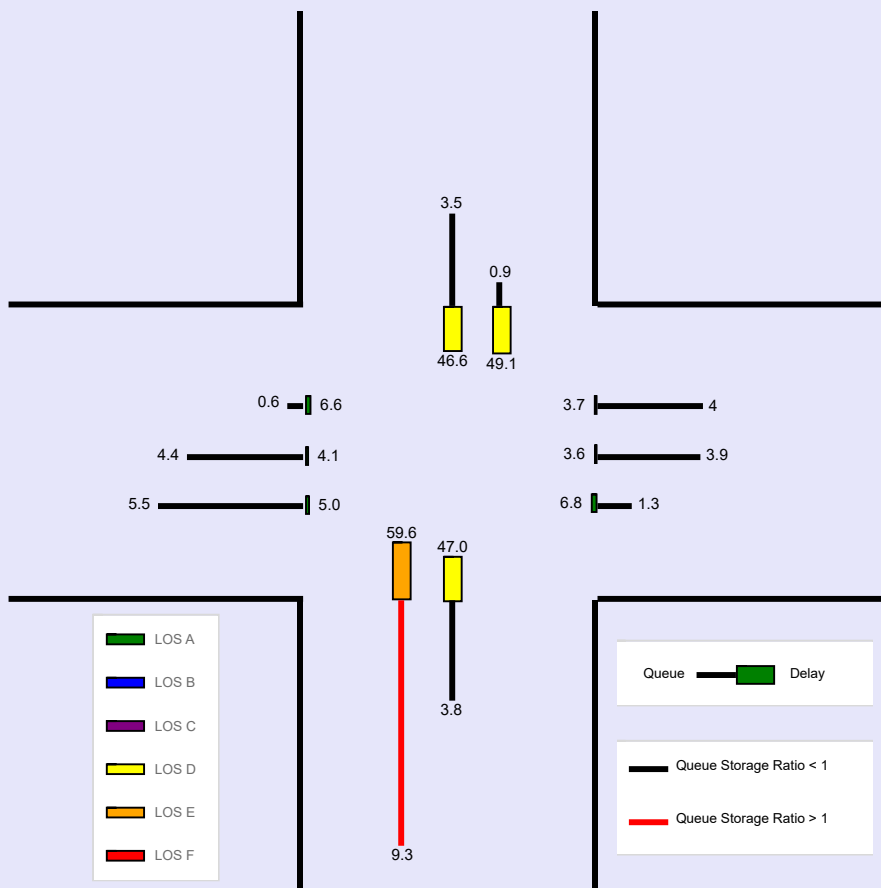 3.5
0.9
46.6
49.1
0.6 6.6 3.7 4
4.4 4.1 3.6 3.9
5.5 5.0 6.8 1.3
59.6 47.0
3.8
9.3
LOS A
LOS B
LOS C
LOS D
LOS E
LOS F
Queue Delay
Queue Storage Ratio < 1
Queue Storage Ratio > 1